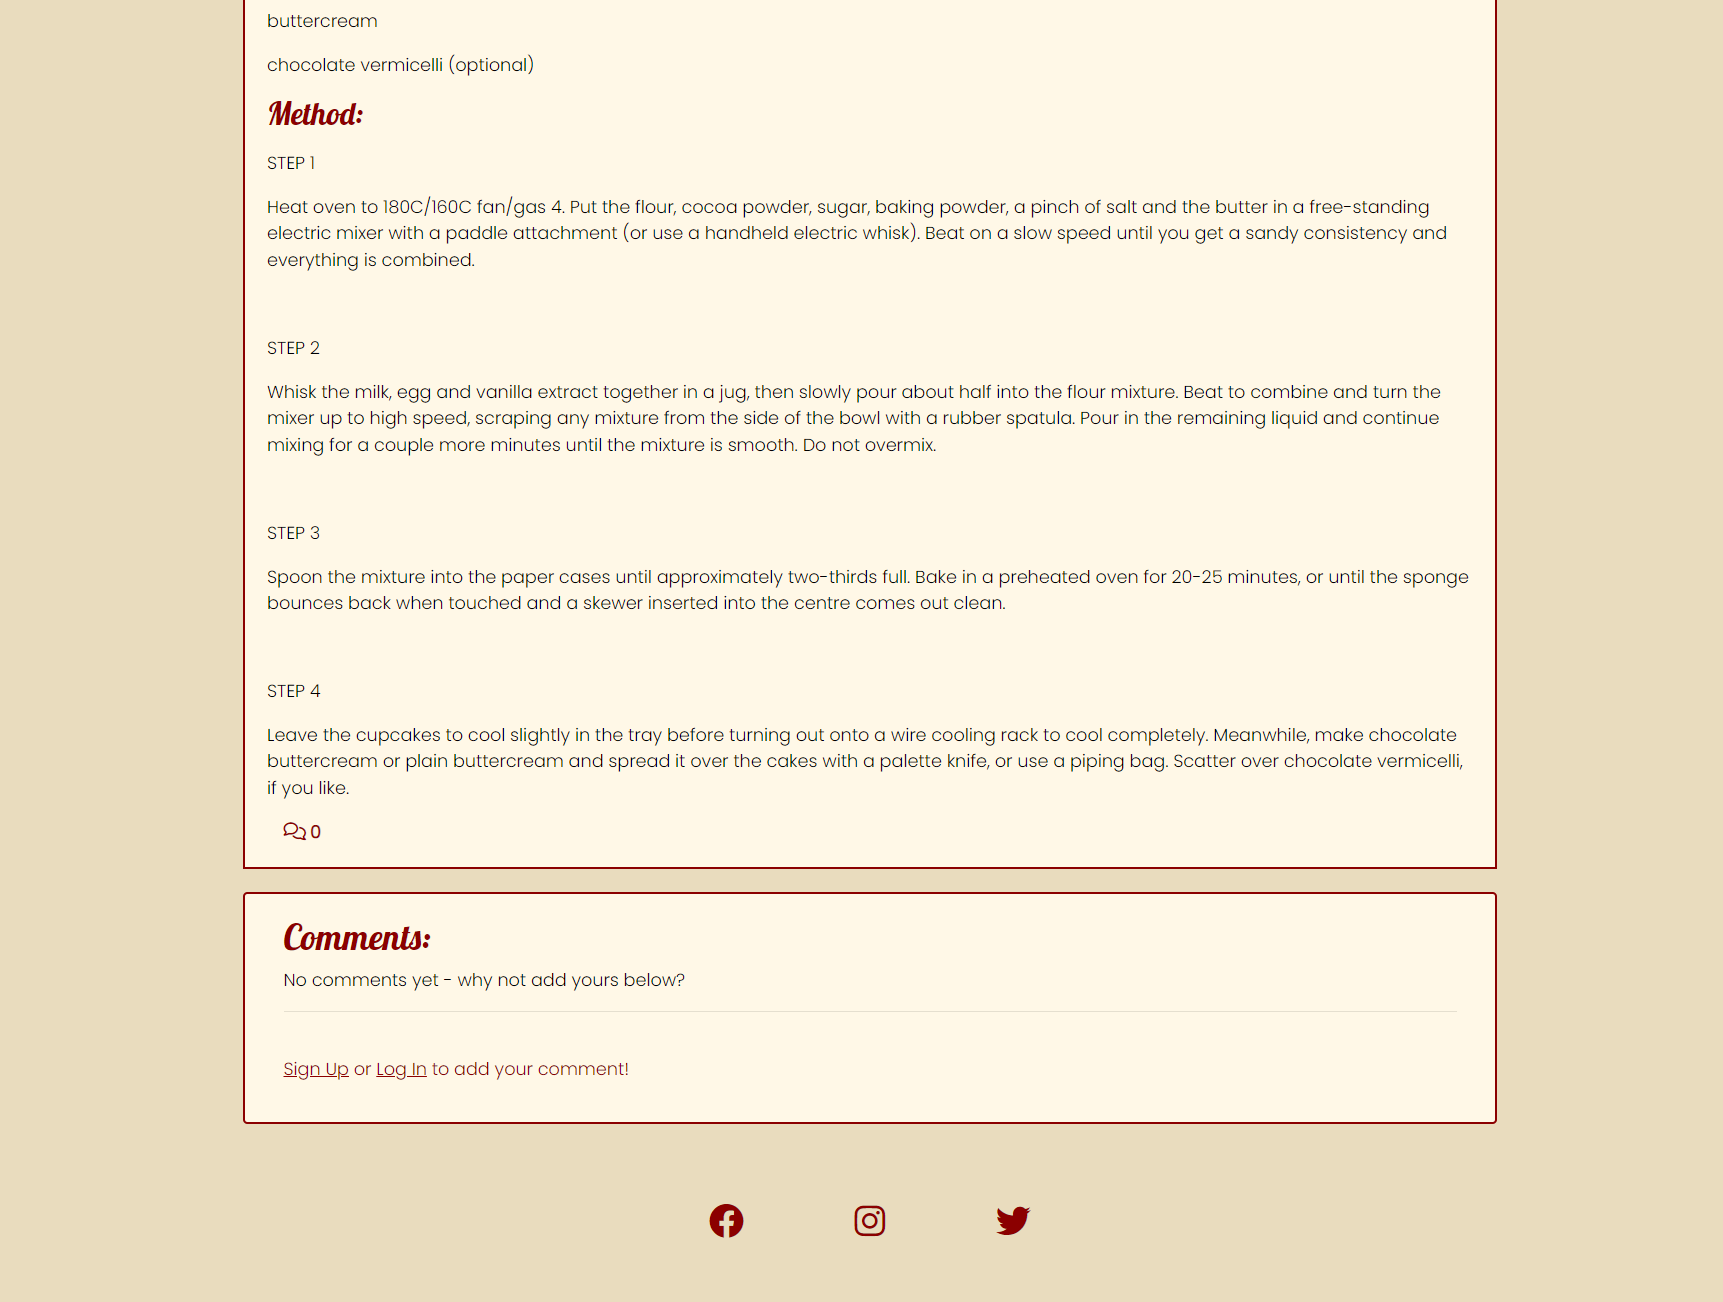 buttercream
chocolate vermicelli (optional)
Method:
STEP 1
Heat oven to 180C/160C fan/gas 4. Put the flour, cocoa powder, sugar, baking powder, a pinch of salt and the butter in a free-standing
electric mixer with a paddle attachment (or use a handheld electric whisk). Beat on a slow speed until you get a sandy consistency and
everything is combined.
STEP 2
Whisk the milk, egg and vanilla extract together in a jug, then slowly pour about half into the flour mixture. Beat to combine and turn the
mixer up to high speed, scraping any mixture from the side of the bowl with a rubber spatula. Pour in the remaining liquid and continue
mixing for a couple more minutes until the mixture is smooth. Do not overmix.
STEP 3
Spoon the mixture into the paper cases until approximately two-thirds full. Bake in a preheated oven for 20-25 minutes, or until the sponge
bounces back when touched and a skewer inserted into the centre comes out clean.
STEP 4
Leave the cupcakes to cool slightly in the tray before turning out onto a wire cooling rack to cool completely. Meanwhile, make chocolate
buttercream or plain buttercream and spread it over the cakes with a palette knife, or use a piping bag. Scatter over chocolate vermicelli,
if you like.
0
Comments:
No comments yet - why not add yours below?
Sign Up or Log In to add your comment!